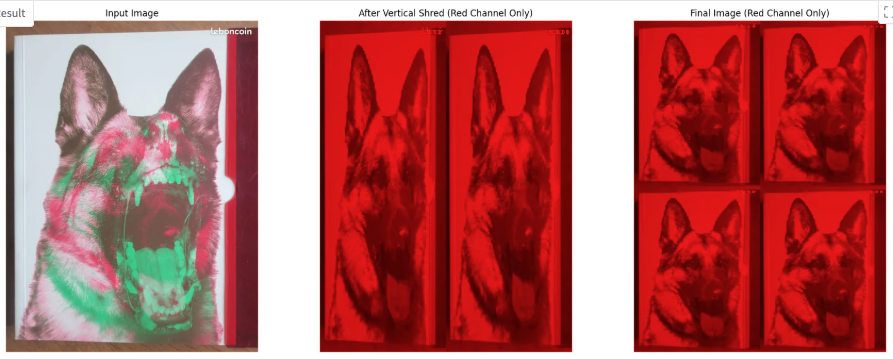 esult
Input Image
After Vertical Shred (Red Channel Only)
Final Image (Red Channel Only)
leboncoin